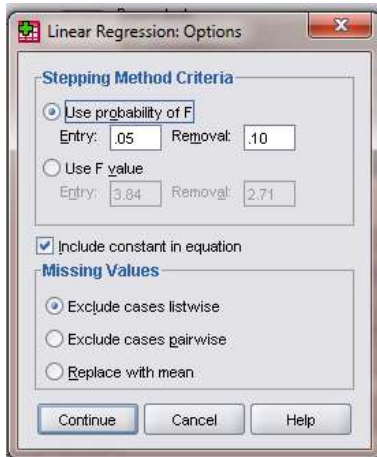 Linear Regression: Options
Stepping Method Criteria
Use probability of F
Entry: .05 Removal: .10
Use F value
Entry: 3.84 Removal: 2.71
Include constant in equation
Missing Values
Exclude cases listwise
Exclude cases pairwise
Replace with mean
Continue Cancel Help